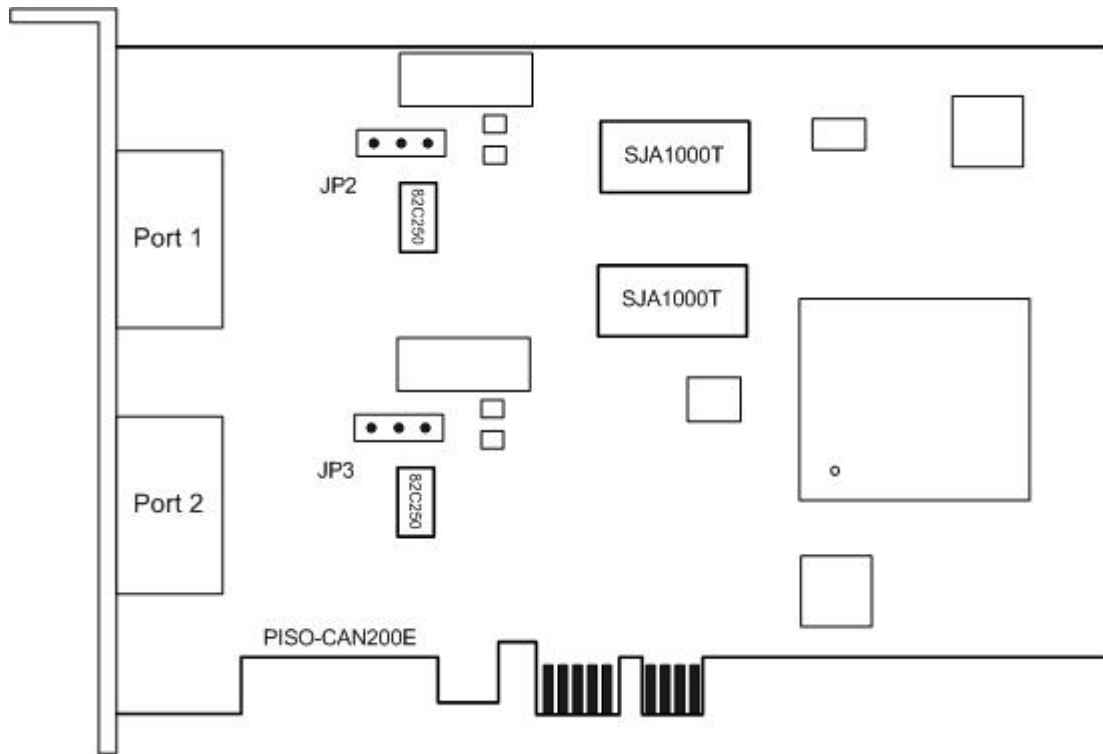 SJA1000T
JP2
82C250
Port 1
SJA1000T
JP3
82C250
Port 2
PISO-CAN200E